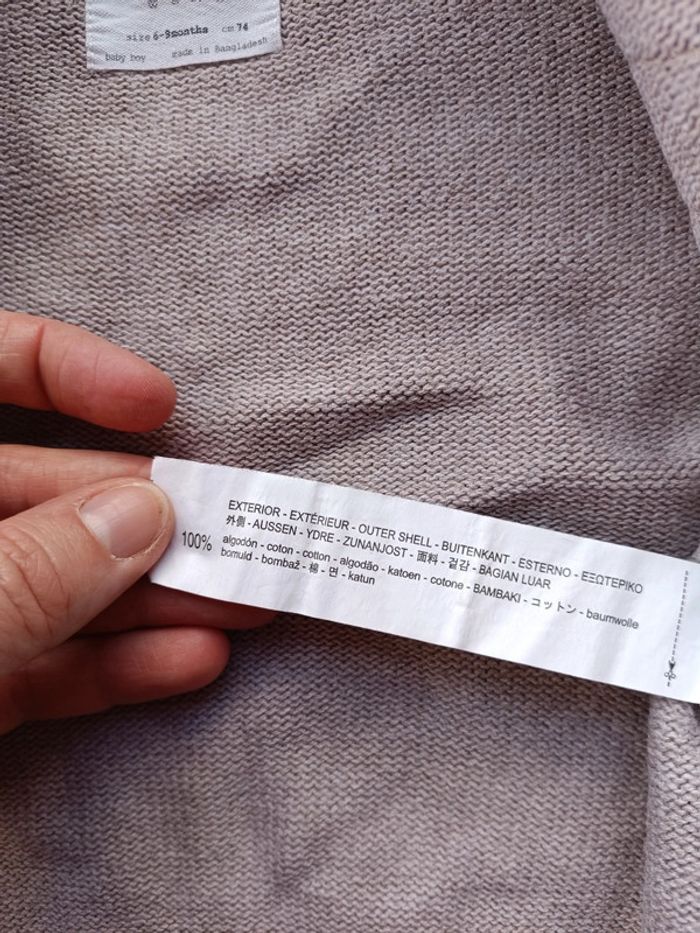 size 6-9months cm 74
baby boy made in Bangladesh
EXTERIOR - EXTÉRIEUR - OUTER SHELL - BUITENKANT - ESTERNO - ΕΞΩΤΕΡΙΚΟ
外側 - AUSSEN - YDRE - ZUNANJOST - 面料 - 겉감 - BAGIAN LUAR
100% algodón - coton - cotton - algodão - katoen - cotone - BAMBAKI - コットン - baumwolle
bomuld - bombaž - 棉 - 면 - katun